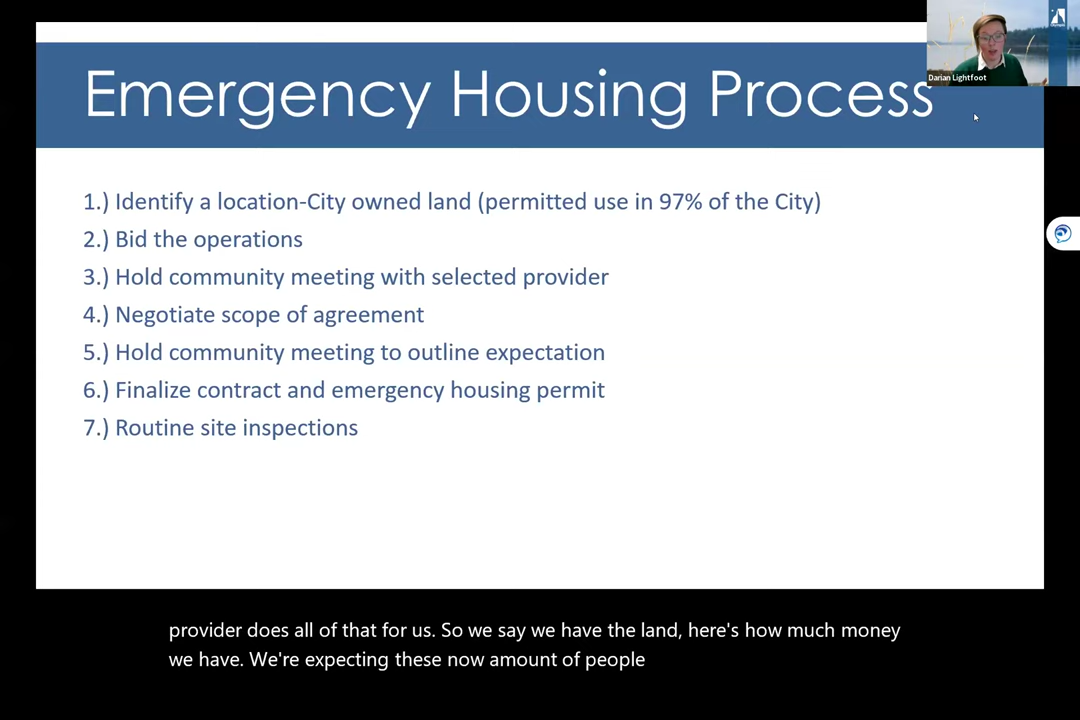 Emergency Housing Process
Darian Lightfoot
1.) Identify a location-City owned land (permitted use in 97% of the City)
2.) Bid the operations
3.) Hold community meeting with selected provider
4.) Negotiate scope of agreement
5.) Hold community meeting to outline expectation
6.) Finalize contract and emergency housing permit
7.) Routine site inspections
provider does all of that for us. So we say we have the land, here's how much money
we have. We're expecting these now amount of people